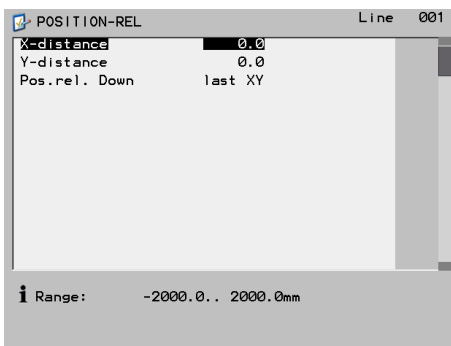 POSITION-REL Line 001
X-distance 0.0
Y-distance 0.0
Pos.rel. Down last XY
i Range: -2000.0.. 2000.0mm